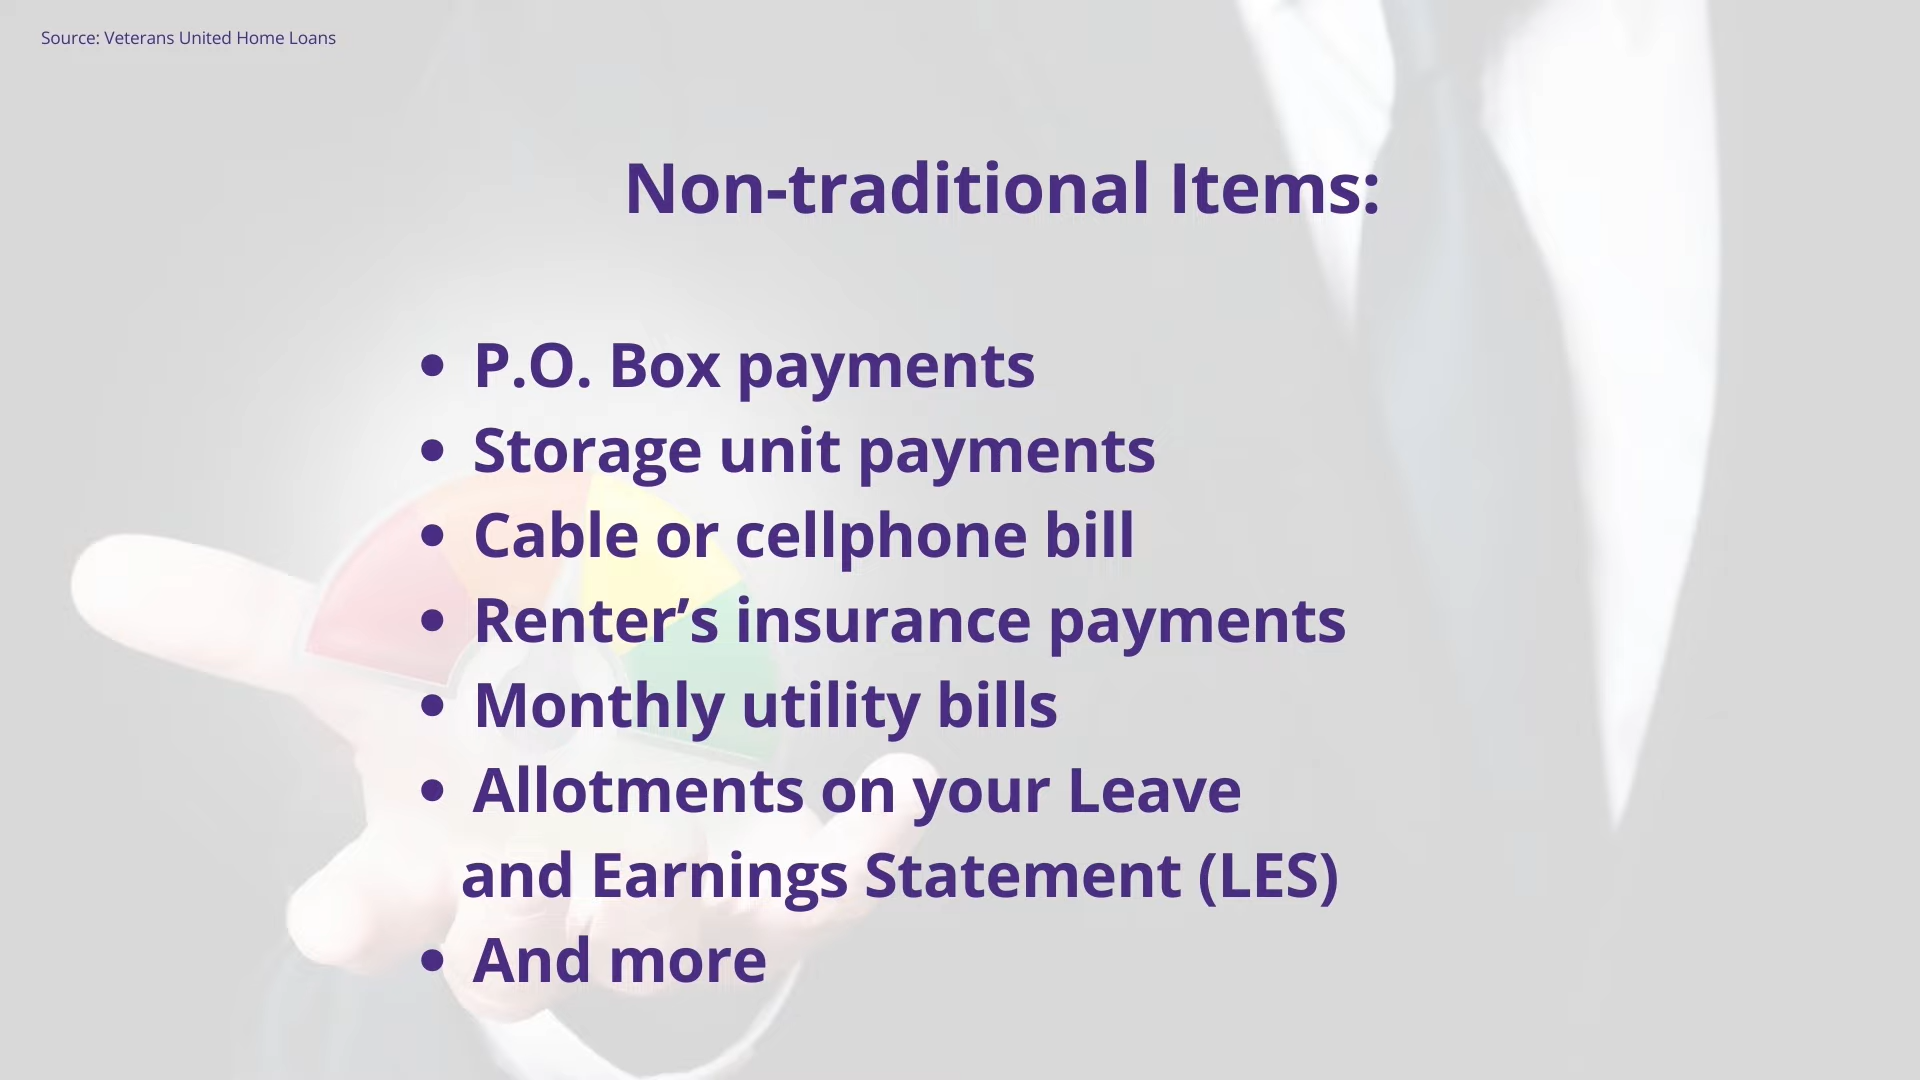 Source: Veterans United Home Loans
Non-traditional Items:
• P.O. Box payments
• Storage unit payments
• Cable or cellphone bill
• Renter’s insurance payments
• Monthly utility bills
• Allotments on your Leave
and Earnings Statement (LES)
• And more